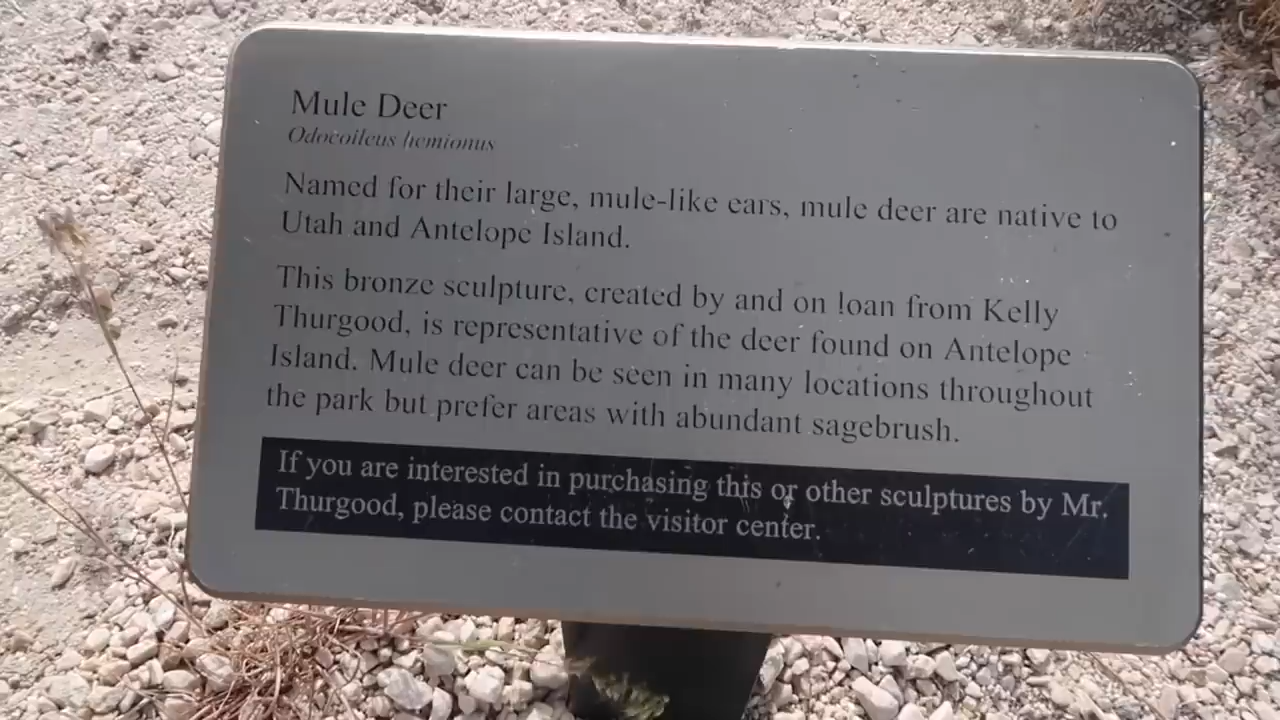 Mule Deer
Odocoileus hemionus
Named for their large, mule-like ears, mule deer are native to
Utah and Antelope Island.
This bronze sculpture, created by and on loan from Kelly
Thurgood, is representative of the deer found on Antelope
Island. Mule deer can be seen in many locations throughout
the park but prefer areas with abundant sagebrush.
If you are interested in purchasing this or other sculptures by Mr.
Thurgood, please contact the visitor center.